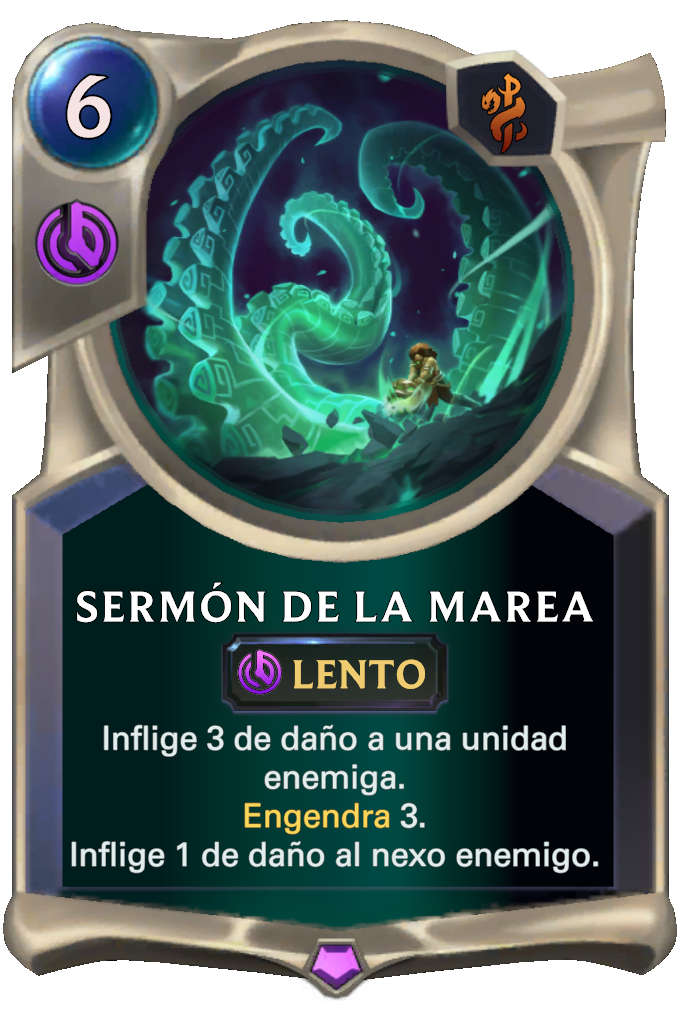 6
SERMÓN DE LA MAREA
LENTO
Inflige 3 de daño a una unidad
enemiga.
Engendra 3.
Inflige 1 de daño al nexo enemigo.